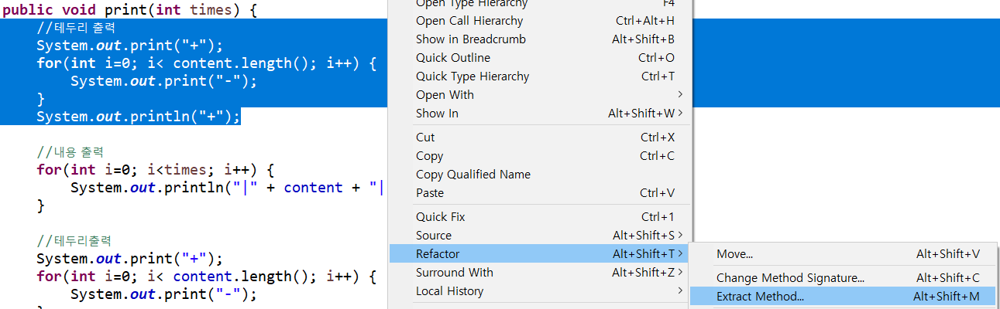 public void print(int times) {
//테두리 출력
System.out.print("+");
for(int i=0; i< content.length(); i++) {
System.out.print("-");
}
System.out.println("+");
//내용 출력
for(int i=0; i<times; i++) {
System.out.println("|" + content + "|
}
//테두리출력
System.out.print("+");
for(int i=0; i< content.length(); i++) {
System.out.print("-");
Open Type Hierarchy F4
Open Call Hierarchy Ctrl+Alt+H
Show in Breadcrumb Alt+Shift+B
Quick Outline Ctrl+O
Quick Type Hierarchy Ctrl+T
Open With >
Show In Alt+Shift+W >
Cut Ctrl+X
Copy Ctrl+C
Copy Qualified Name
Paste Ctrl+V
Quick Fix Ctrl+1
Source Alt+Shift+S >
Refactor Alt+Shift+T >
Surround With Alt+Shift+Z >
Local History >
Move... Alt+Shift+V
Change Method Signature... Alt+Shift+C
Extract Method... Alt+Shift+M